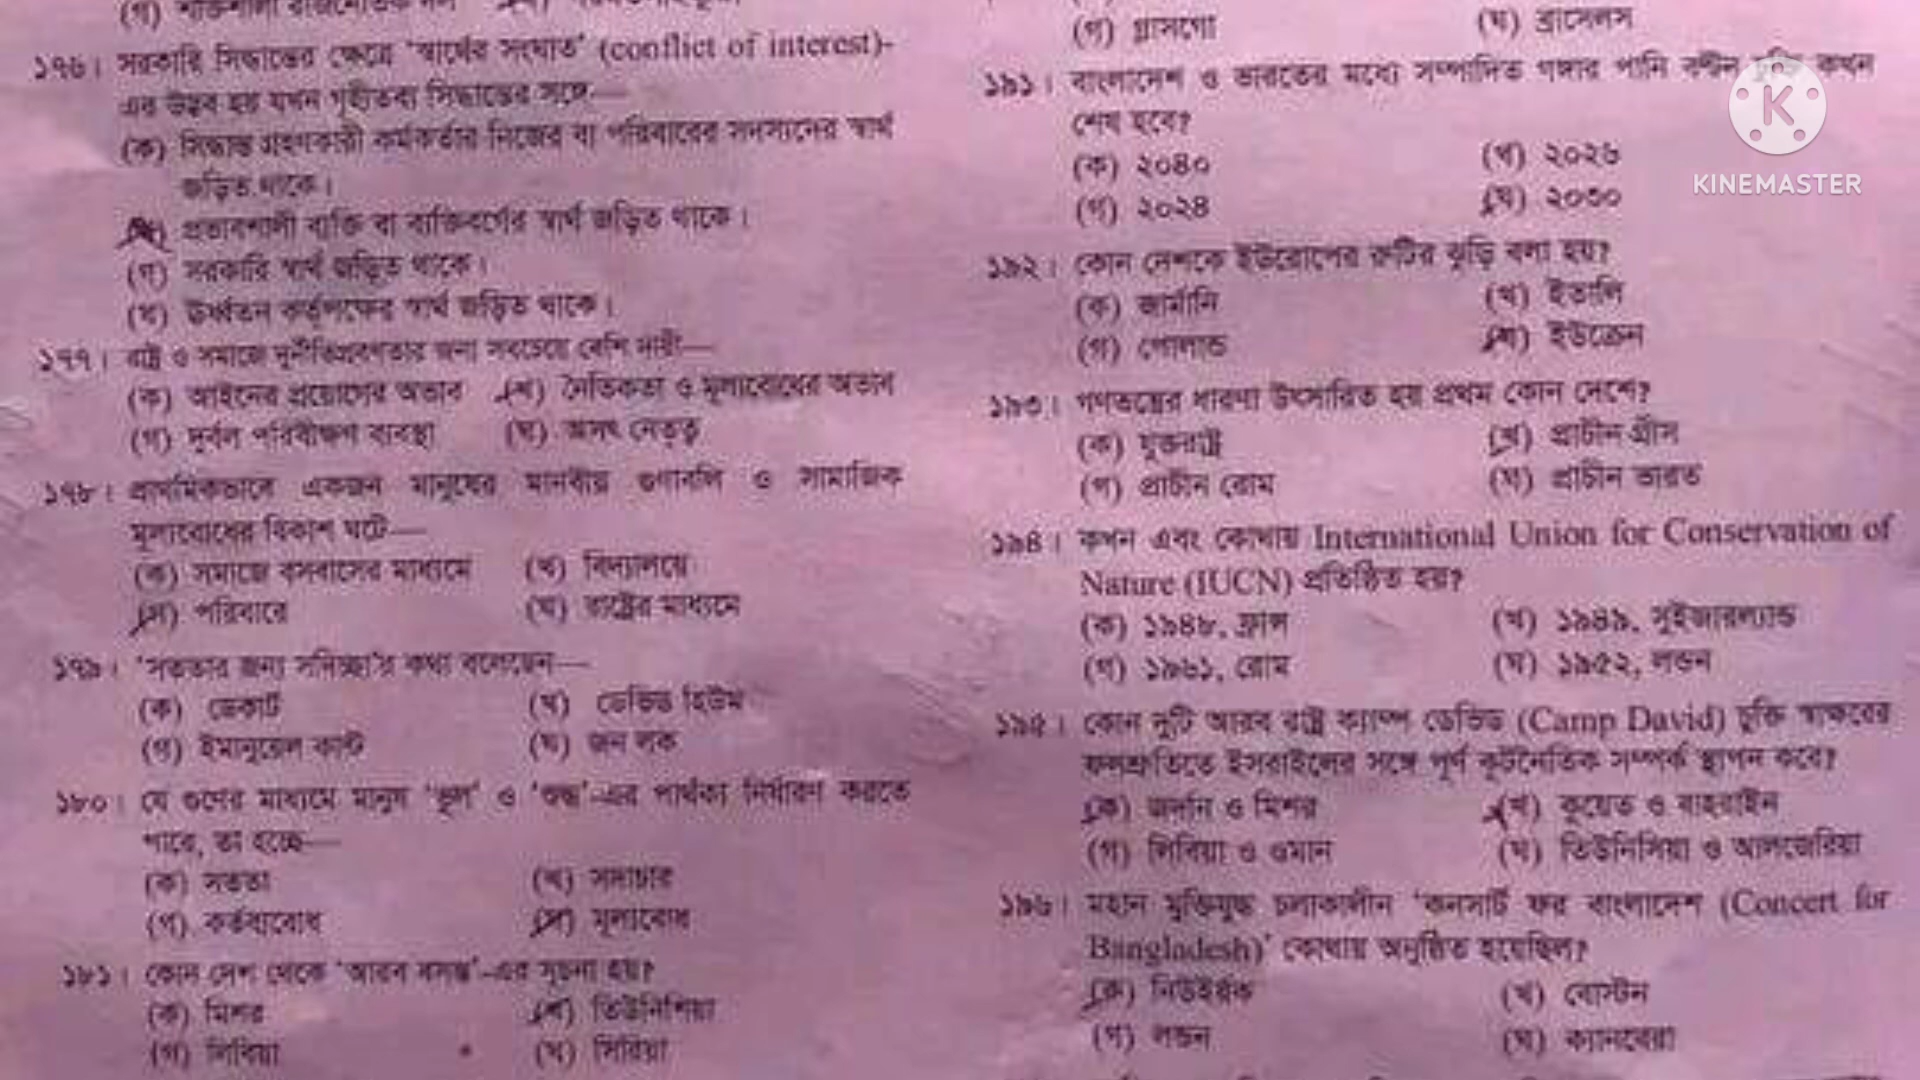 (গ) শক্তিশালী রাজনৈতিক দল
১৭৬। সরকারি সিদ্ধান্তের ক্ষেত্রে 'স্বার্থের সংঘাত' (conflict of interest)-
এর উদ্ভব হয় যখন গৃহীতব্য সিদ্ধান্তের সঙ্গে—
(ক) সিদ্ধান্ত গ্রহণকারী কর্মকর্তার নিজের বা পরিবারের সদস্যদের স্বার্থ
জড়িত থাকে।
(খ) প্রভাবশালী ব্যক্তি বা ব্যক্তিবর্গের স্বার্থ জড়িত থাকে।
(গ) সরকারি স্বার্থ জড়িত থাকে।
(ঘ) ঊর্ধ্বতন কর্তৃপক্ষের স্বার্থ জড়িত থাকে।
১৭৭। রাষ্ট্র ও সমাজে দুর্নীতিপ্রবণতার জন্য সবচেয়ে বেশি দায়ী—
(ক) আইনের প্রয়োগের অভাব (খ) নৈতিকতা ও মূল্যবোধের অভাব
(গ) দুর্বল পরিবীক্ষণ ব্যবস্থা (ঘ) অসৎ নেতৃত্ব
১৭৮। প্রাথমিকভাবে একজন মানুষের মানবীয় গুণাবলি ও সামাজিক
মূল্যবোধের বিকাশ ঘটে—
(ক) সমাজে বসবাসের মাধ্যমে (খ) বিদ্যালয়ে
(গ) পরিবারে (ঘ) রাষ্ট্রের মাধ্যমে
১৭৯। 'সততার জন্য সদিচ্ছা'র কথা বলেছেন—
(ক) ডেকার্ট (খ) ডেভিড হিউম
(গ) ইমানুয়েল কান্ট (ঘ) জন লক
১৮০। যে গুণের মাধ্যমে মানুষ 'ভুল' ও 'শুদ্ধ'-এর পার্থক্য নির্ধারণ করতে
পারে, তা হচ্ছে—
(ক) সততা (খ) সদাচার
(গ) কর্তব্যবোধ (ঘ) মূল্যবোধ
১৮১। কোন দেশ থেকে 'আরব বসন্ত'-এর সূচনা হয়?
(ক) মিশর (খ) তিউনিশিয়া
(গ) লিবিয়া (ঘ) সিরিয়া
(গ) গ্লাসগো (ঘ) ব্রাসেলস
১৯১। বাংলাদেশ ও ভারতের মধ্যে সম্পাদিত গঙ্গার পানি বণ্টন চুক্তি কখন
শেষ হবে?
(ক) ২০৪০ (খ) ২০২৬
(গ) ২০২৪ (ঘ) ২০৩০
১৯২। কোন দেশকে ইউরোপের রুটির ঝুড়ি বলা হয়?
(ক) জার্মানি (খ) ইতালি
(গ) পোলান্ড (ঘ) ইউক্রেন
১৯৩। গণতন্ত্রের ধারণা উৎসারিত হয় প্রথম কোন দেশে?
(ক) যুক্তরাষ্ট্র (খ) প্রাচীন গ্রীস
(গ) প্রাচীন রোম (ঘ) প্রাচীন ভারত
১৯৪। কখন এবং কোথায় International Union for Conservation of
Nature (IUCN) প্রতিষ্ঠিত হয়?
(ক) ১৯৪৮, ফ্রান্স (খ) ১৯৪৯, সুইজারল্যান্ড
(গ) ১৯৬১, রোম (ঘ) ১৯৫২, লন্ডন
১৯৫। কোন দুটি আরব রাষ্ট্র ক্যাম্প ডেভিড (Camp David) চুক্তি স্বাক্ষরের
ফলশ্রুতিতে ইসরাইলের সঙ্গে পূর্ণ কূটনৈতিক সম্পর্ক স্থাপন করে?
(ক) জর্দান ও মিশর (খ) কুয়েত ও বাহরাইন
(গ) লিবিয়া ও ওমান (ঘ) তিউনিসিয়া ও আলজেরিয়া
১৯৬। মহান মুক্তিযুদ্ধ চলাকালীন 'কনসার্ট ফর বাংলাদেশ (Concert for
Bangladesh)' কোথায় অনুষ্ঠিত হয়েছিল?
(ক) নিউইর্য়ক (খ) বোস্টন
(গ) লন্ডন (ঘ) ক্যানবেরা
K
KINEMASTER